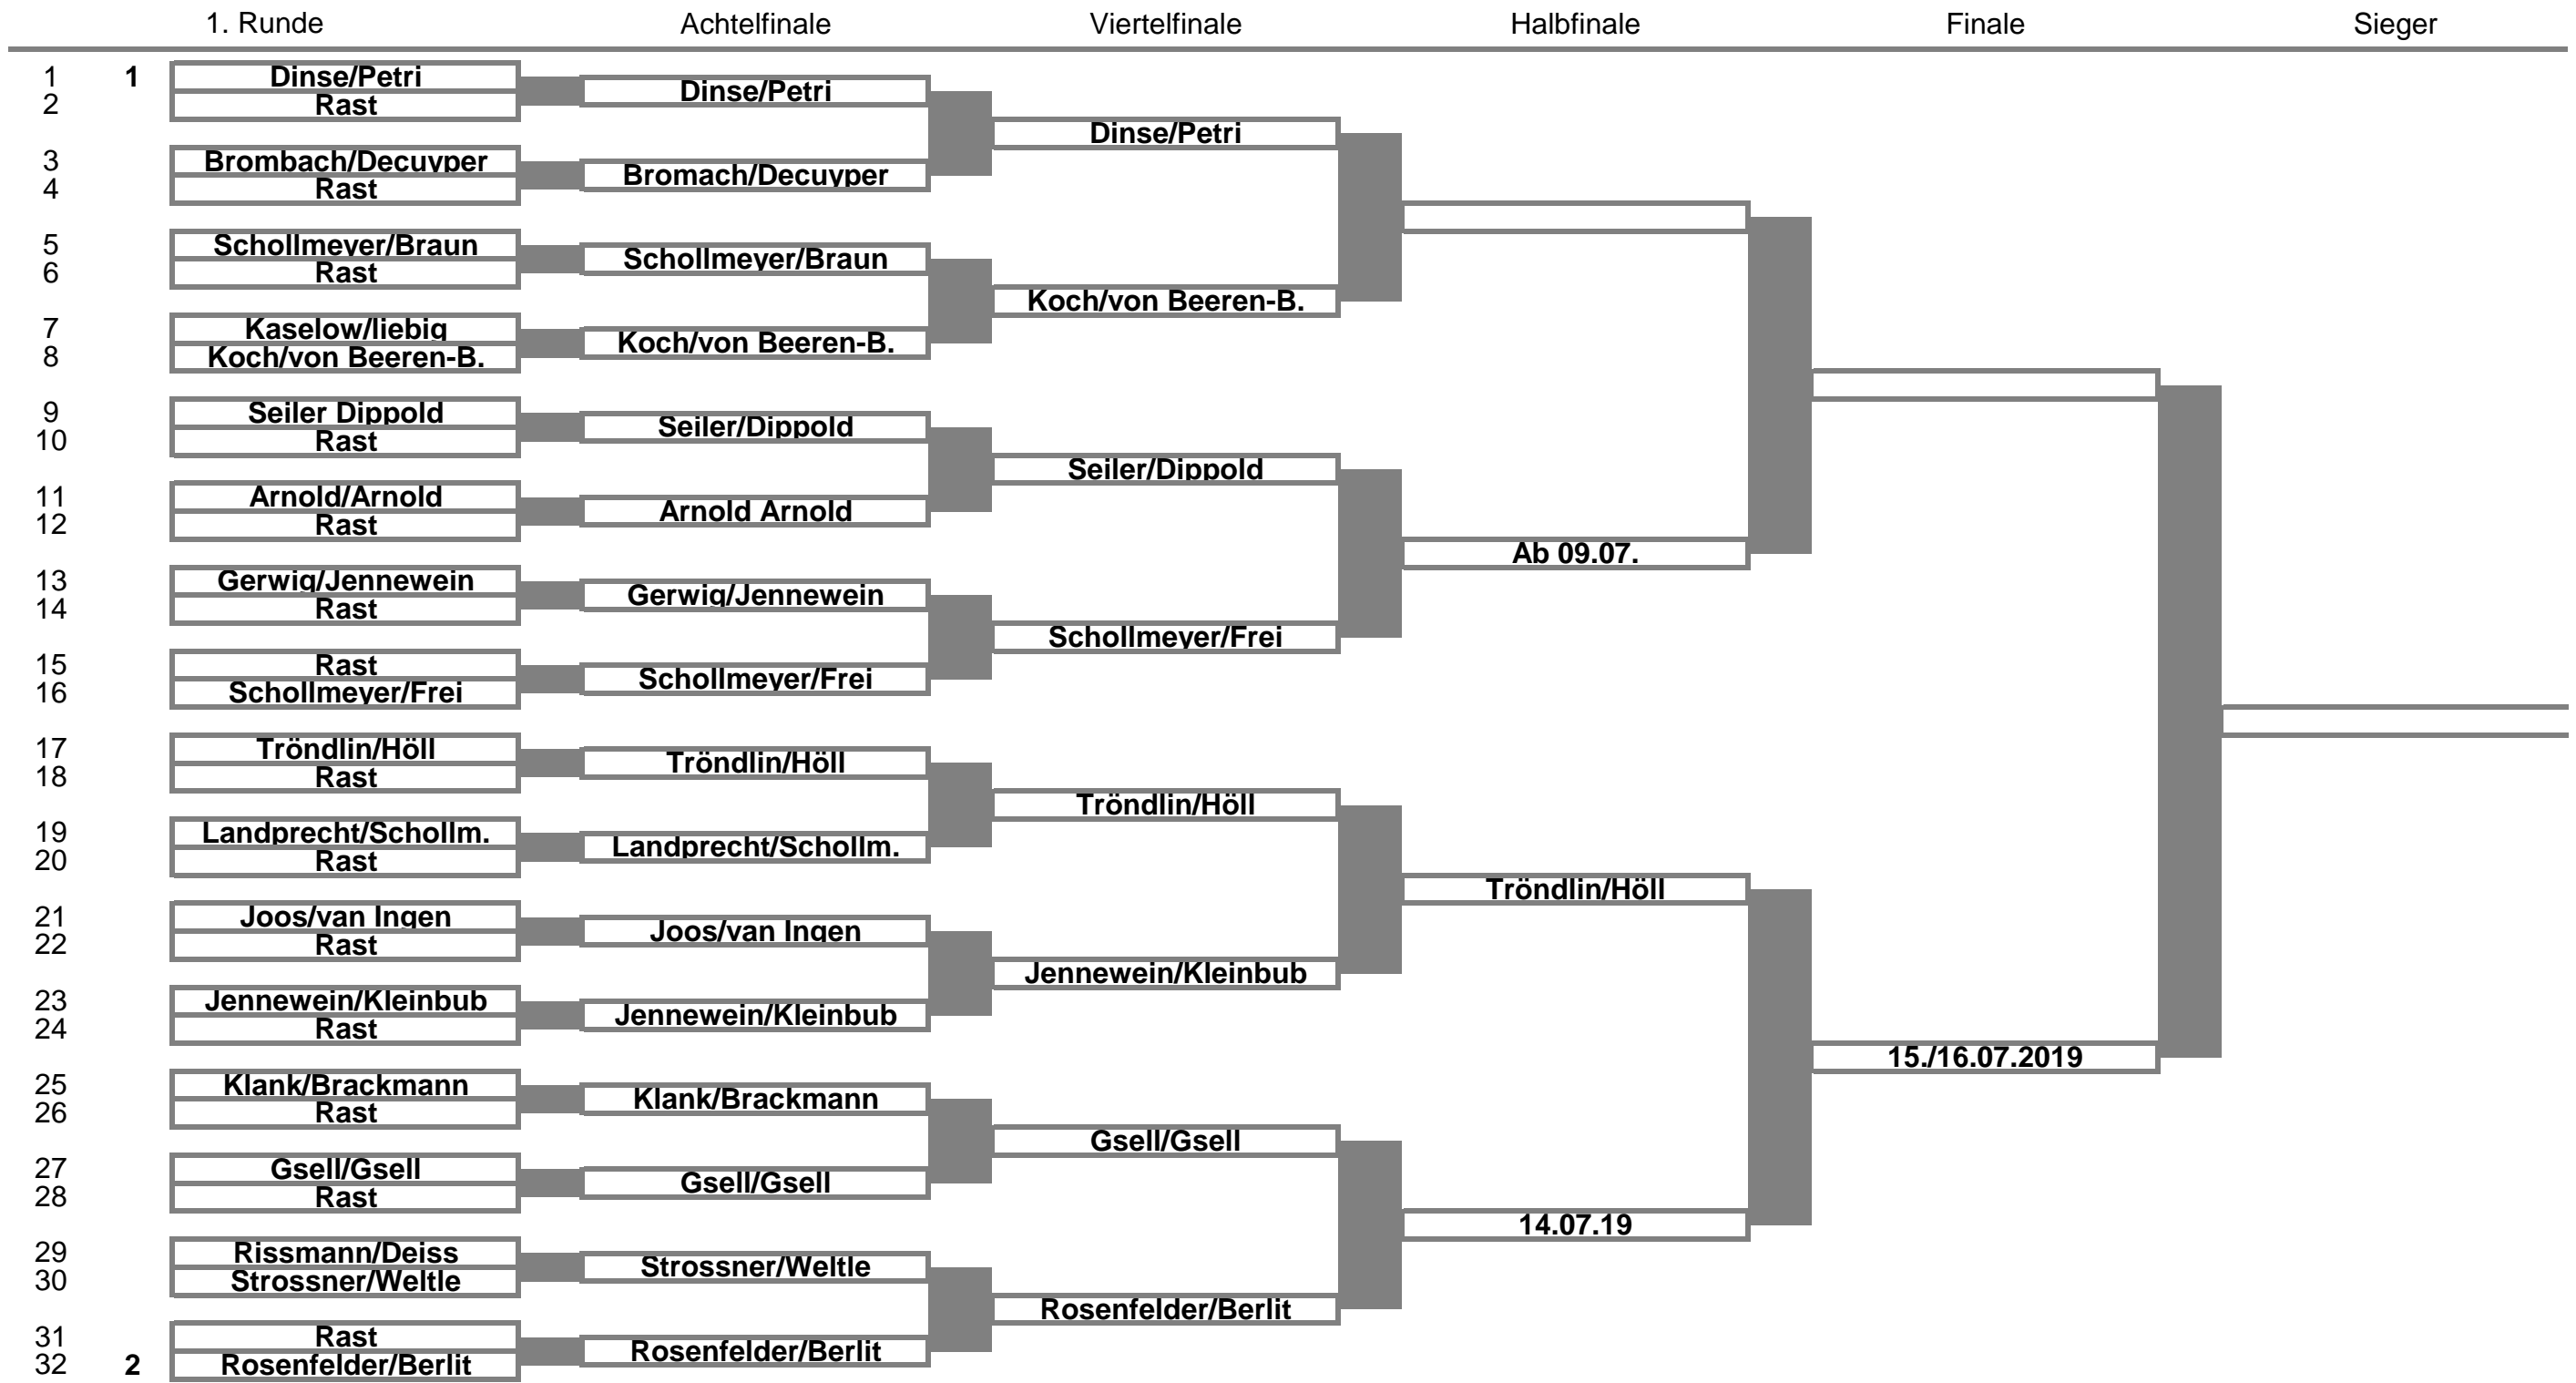 1. Runde Achtelfinale Viertelfinale Halbfinale Finale Sieger
1 1 Dinse/Petri
Dinse/Petri
2 Rast
Dinse/Petri
3 Brombach/Decuyper
Bromach/Decuyper
4 Rast
5 Schollmeyer/Braun
Schollmeyer/Braun
6 Rast
Koch/von Beeren-B.
7 Kaselow/liebig
Koch/von Beeren-B.
8 Koch/von Beeren-B.
9 Seiler Dippold
Seiler/Dippold
10 Rast
Seiler/Dippold
11 Arnold/Arnold
Arnold Arnold
12 Rast
Ab 09.07.
13 Gerwig/Jennewein
Gerwig/Jennewein
14 Rast
Schollmeyer/Frei
15 Rast
Schollmeyer/Frei
16 Schollmeyer/Frei
17 Tröndlin/Höll
Tröndlin/Höll
18 Rast
Tröndlin/Höll
19 Landprecht/Schollm.
Landprecht/Schollm.
20 Rast
Tröndlin/Höll
21 Joos/van Ingen
Joos/van Ingen
22 Rast
Jennewein/Kleinbub
23 Jennewein/Kleinbub
Jennewein/Kleinbub
24 Rast
15./16.07.2019
25 Klank/Brackmann
Klank/Brackmann
26 Rast
Gsell/Gsell
27 Gsell/Gsell
Gsell/Gsell
28 Rast
14.07.19
29 Rissmann/Deiss
Strossner/Weltle
30 Strossner/Weltle
Rosenfelder/Berlit
31 Rast
Rosenfelder/Berlit
32 2 Rosenfelder/Berlit